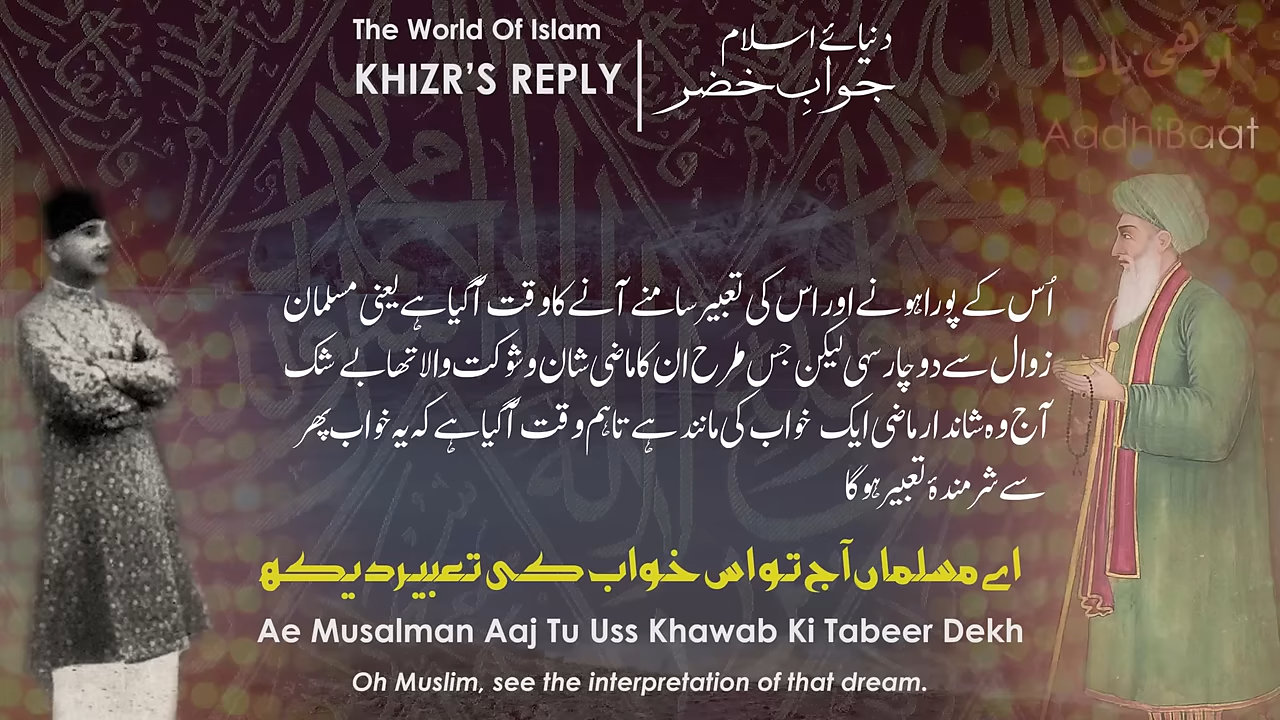 The World Of Islam
KHIZR'S REPLY
دنیائے اسلام
جوابِ خضر
آدھی بات
AadhiBaat
اُس کے پورا ہونے اور اس کی تعبیر سامنے آنے کا وقت آگیا ہے یعنی مسلمان
زوال سے دوچار سہی لیکن جس طرح ان کا ماضی شان و شوکت والا تھا بے شک
آج وہ شاندار ماضی ایک خواب کی مانند ہے تاہم وقت آگیا ہے کہ یہ خواب پھر
سے شرمندۂ تعبیر ہوگا
اے مسلماں آج تو اس خواب کی تعبیر دیکھ
Ae Musalman Aaj Tu Uss Khawab Ki Tabeer Dekh
Oh Muslim, see the interpretation of that dream.